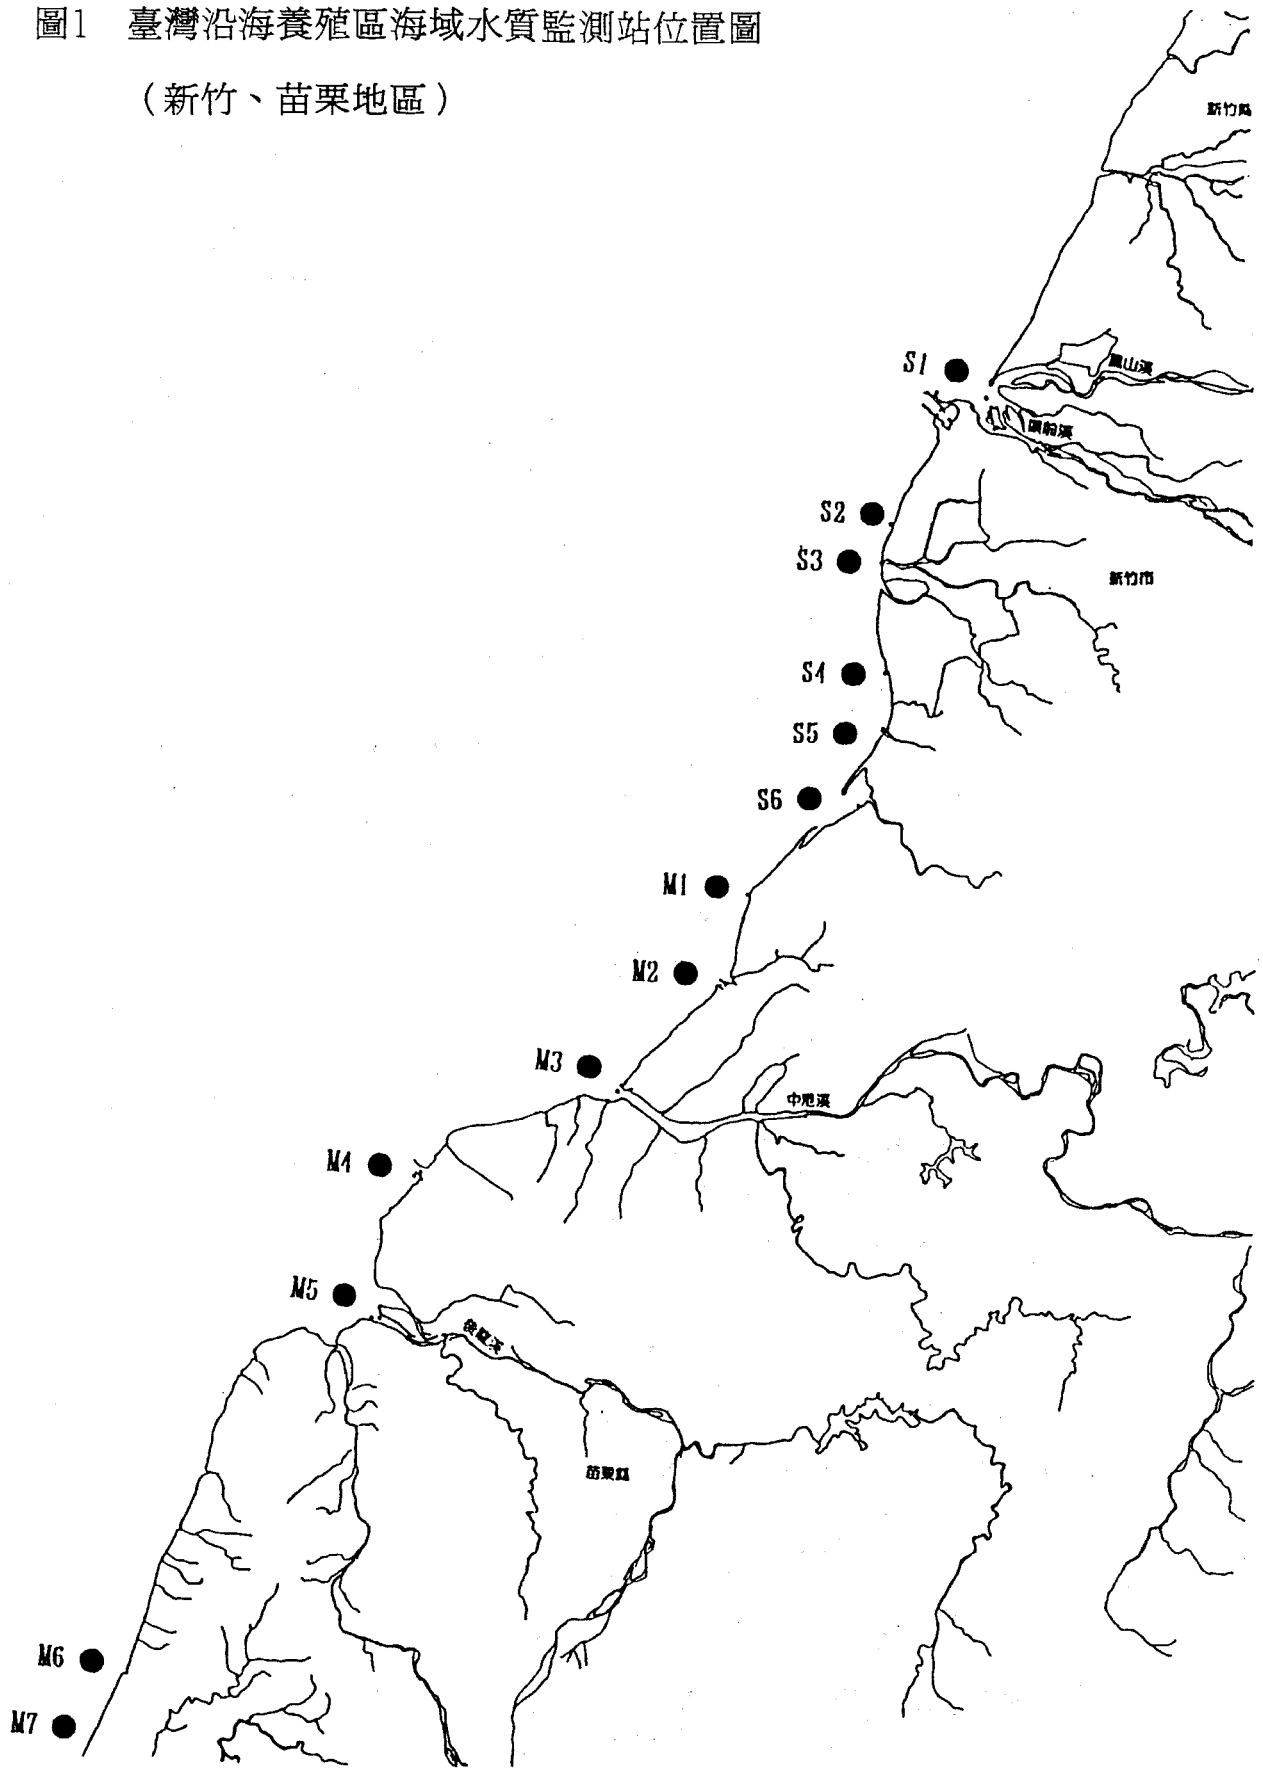 圖1 臺灣沿海養殖區海域水質監測站位置圖
(新竹、苗栗地區)
新竹縣
S1
鳳山溪
頭前溪
S2
S3
新竹市
S4
S5
S6
M1
M2
M3
中港溪
M4
M5
後龍溪
苗栗縣
M6
M7